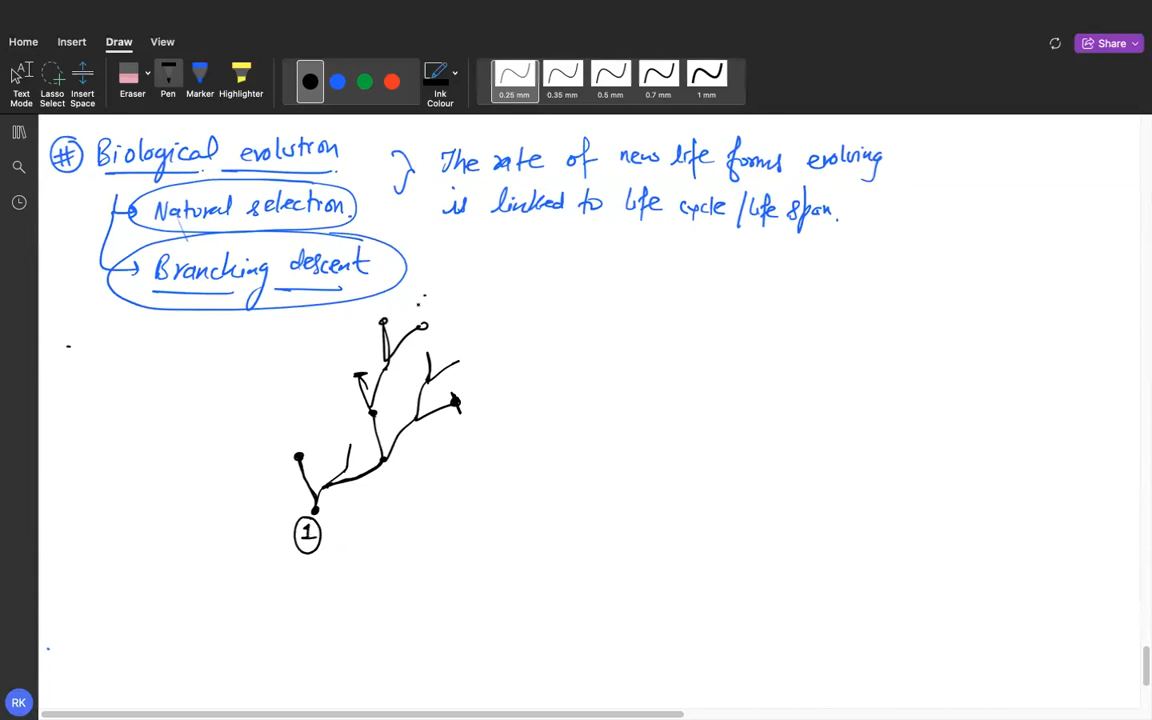 Home Insert Draw View
Share
Text Mode
Lasso Select
Insert Space
Eraser
Pen
Marker
Highlighter
Ink Colour
0.25 mm
0.35 mm
0.5 mm
0.7 mm
1 mm
# Biological evolution
Natural selection.
Branching descent
The rate of new life forms evolving
is linked to life cycle/life span.
1
RK